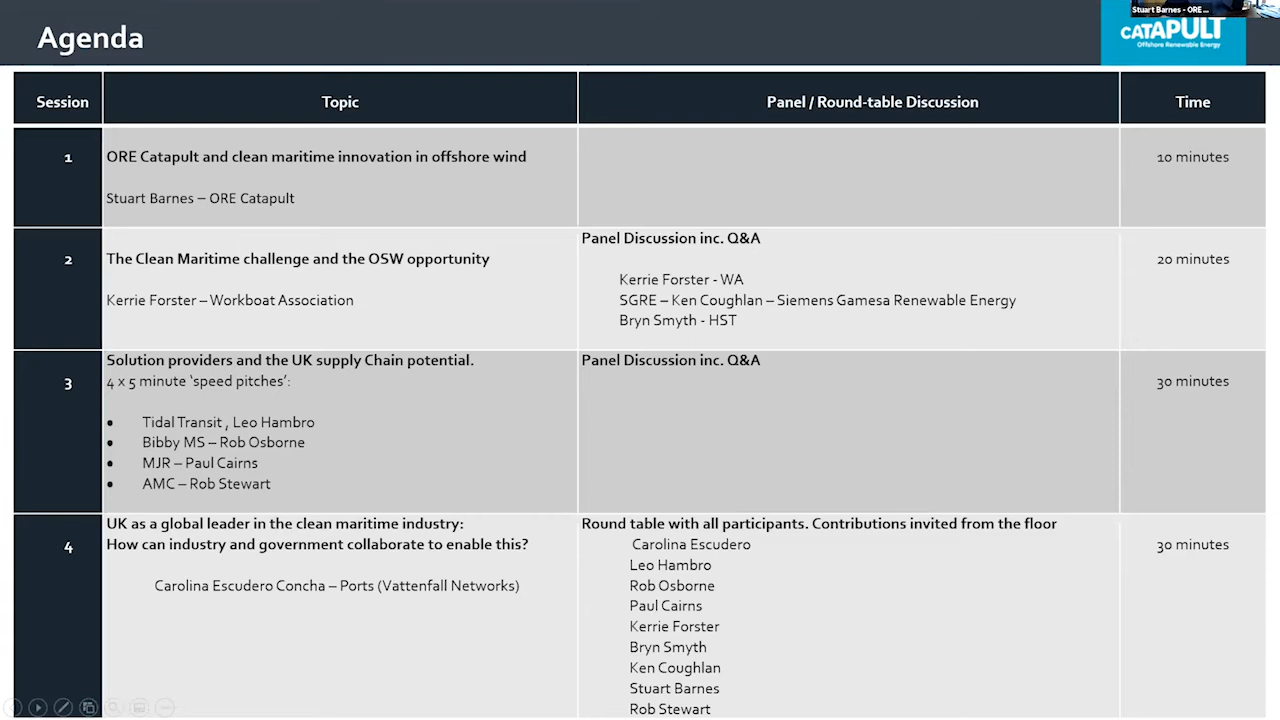 Agenda
Stuart Barnes - ORE ...
CATAPULT
Offshore Renewable Energy
Session
Topic
Panel / Round-table Discussion
Time
1
ORE Catapult and clean maritime innovation in offshore wind
Stuart Barnes – ORE Catapult
10 minutes
2
The Clean Maritime challenge and the OSW opportunity
Kerrie Forster – Workboat Association
Panel Discussion inc. Q&A
Kerrie Forster - WA
SGRE – Ken Coughlan – Siemens Gamesa Renewable Energy
Bryn Smyth - HST
20 minutes
3
Solution providers and the UK supply Chain potential.
4 x 5 minute ‘speed pitches’:
• Tidal Transit , Leo Hambro
• Bibby MS – Rob Osborne
• MJR – Paul Cairns
• AMC – Rob Stewart
Panel Discussion inc. Q&A
30 minutes
4
UK as a global leader in the clean maritime industry:
How can industry and government collaborate to enable this?
Carolina Escudero Concha – Ports (Vattenfall Networks)
Round table with all participants. Contributions invited from the floor
Carolina Escudero
Leo Hambro
Rob Osborne
Paul Cairns
Kerrie Forster
Bryn Smyth
Ken Coughlan
Stuart Barnes
Rob Stewart
30 minutes